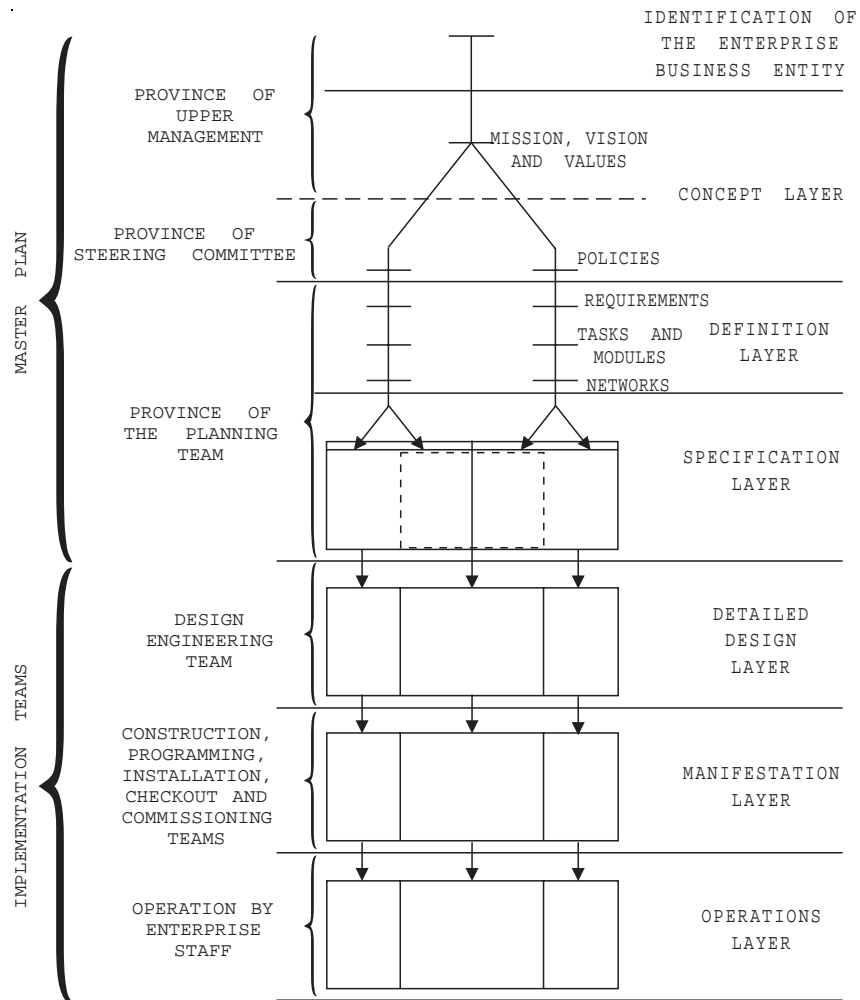 IDENTIFICATION OF
THE ENTERPRISE
BUSINESS ENTITY
PROVINCE OF
UPPER
MANAGEMENT
MISSION, VISION
AND VALUES
CONCEPT LAYER
PROVINCE OF
STEERING COMMITTEE
POLICIES
MASTER PLAN
REQUIREMENTS
TASKS AND
MODULES
DEFINITION
LAYER
NETWORKS
PROVINCE OF
THE PLANNING
TEAM
SPECIFICATION
LAYER
DESIGN
ENGINEERING
TEAM
DETAILED
DESIGN
LAYER
IMPLEMENTATION TEAMS
CONSTRUCTION,
PROGRAMMING,
INSTALLATION,
CHECKOUT AND
COMMISSIONING
TEAMS
MANIFESTATION
LAYER
OPERATION BY
ENTERPRISE
STAFF
OPERATIONS
LAYER